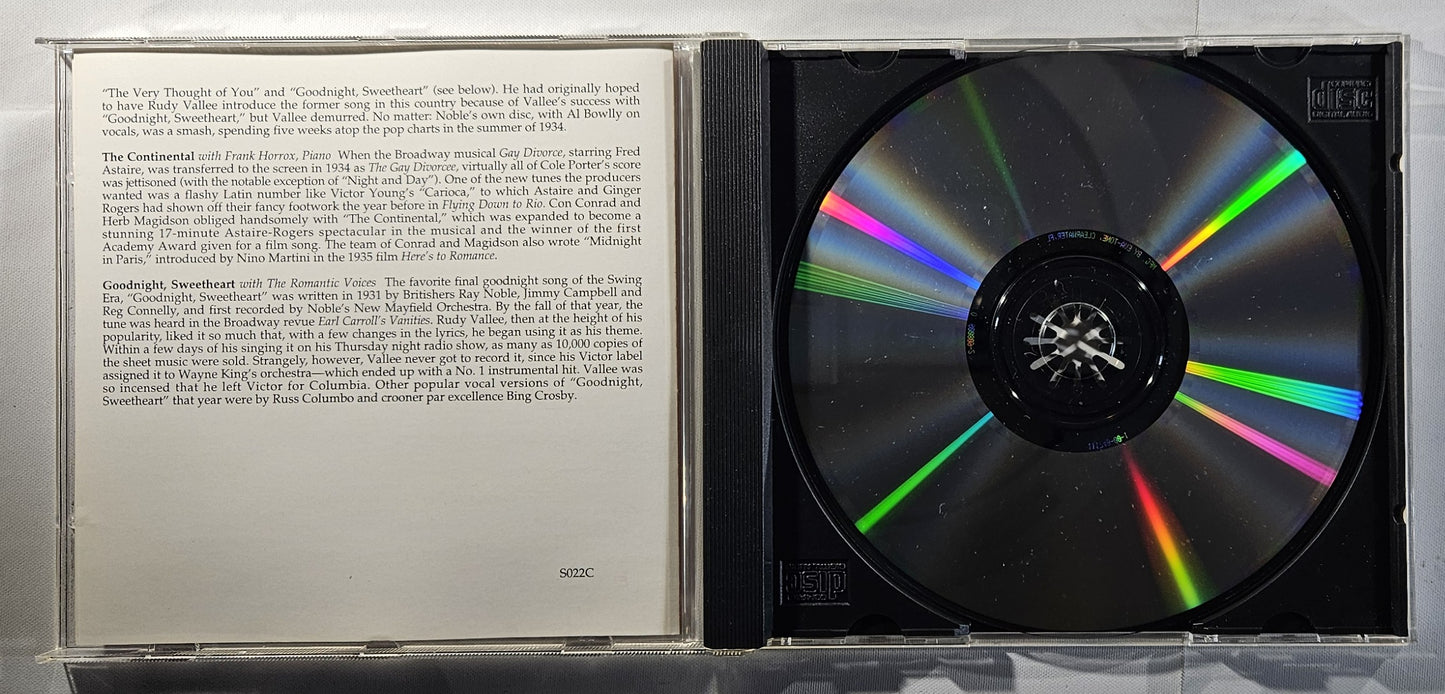 “The Very Thought of You” and “Goodnight, Sweetheart” (see below). He had originally hoped
to have Rudy Vallee introduce the former song in this country because of Vallee’s success with
“Goodnight, Sweetheart,” but Vallee demurred. No matter: Noble’s own disc, with Al Bowlly on
vocals, was a smash, spending five weeks atop the pop charts in the summer of 1934.
The Continental with Frank Horrox, Piano When the Broadway musical Gay Divorce, starring Fred
Astaire, was transferred to the screen in 1934 as The Gay Divorcee, virtually all of Cole Porter’s score
was jettisoned (with the notable exception of “Night and Day”). One of the new tunes the producers
wanted was a flashy Latin number like Victor Young’s “Carioca,” to which Astaire and Ginger
Rogers had shown off their fancy footwork the year before in Flying Down to Rio. Con Conrad and
Herb Magidson obliged handsomely with “The Continental,” which was expanded to become a
stunning 17-minute Astaire-Rogers spectacular in the musical and the winner of the first
Academy Award given for a film song. The team of Conrad and Magidson also wrote “Midnight
in Paris,” introduced by Nino Martini in the 1935 film Here’s to Romance.
Goodnight, Sweetheart with The Romantic Voices The favorite final goodnight song of the Swing
Era, “Goodnight, Sweetheart” was written in 1931 by Britishers Ray Noble, Jimmy Campbell and
Reg Connelly, and first recorded by Noble’s New Mayfield Orchestra. By the fall of that year, the
tune was heard in the Broadway revue Earl Carroll’s Vanities. Rudy Vallee, then at the height of his
popularity, liked it so much that, with a few changes in the lyrics, he began using it as his theme.
Within a few days of his singing it on his Thursday night radio show, as many as 10,000 copies of
the sheet music were sold. Strangely, however, Vallee never got to record it, since his Victor label
assigned it to Wayne King’s orchestra—which ended up with a No. 1 instrumental hit. Vallee was
so incensed that he left Victor for Columbia. Other popular vocal versions of “Goodnight,
Sweetheart” that year were by Russ Columbo and crooner par excellence Bing Crosby.
S022C
COMPACT
disc
DIGITAL AUDIO
MFG. BY EVA-TONE, CLEARWATER, FL
disc